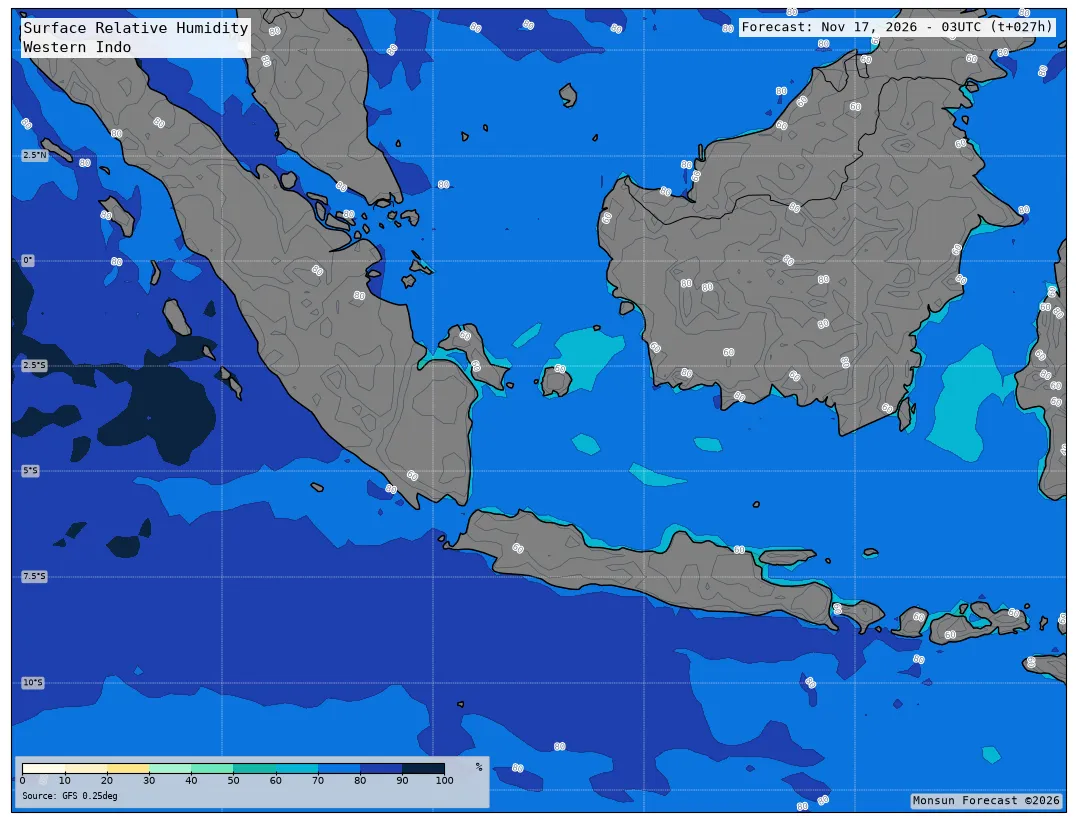 Surface Relative Humidity
Western Indo
Forecast: Nov 17, 2026 - 03UTC (t+027h)
2.5°N
0°
2.5°S
5°S
7.5°S
10°S
0 10 20 30 40 50 60 70 80 90 100 %
Source: GFS 0.25deg
Monsun Forecast ©2026